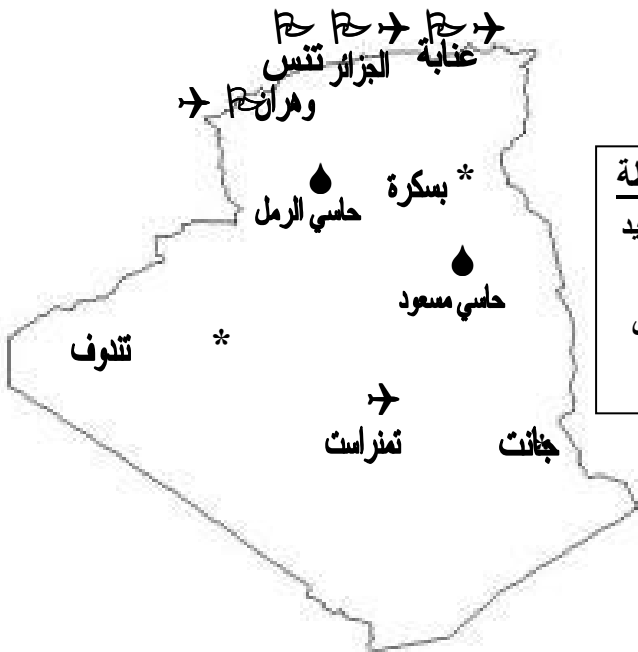 تنس الجزائر عنابة
وهران
بسكرة *
حاسي الرمل
حاسي مسعود
تندوف *
تمنراست
جانت